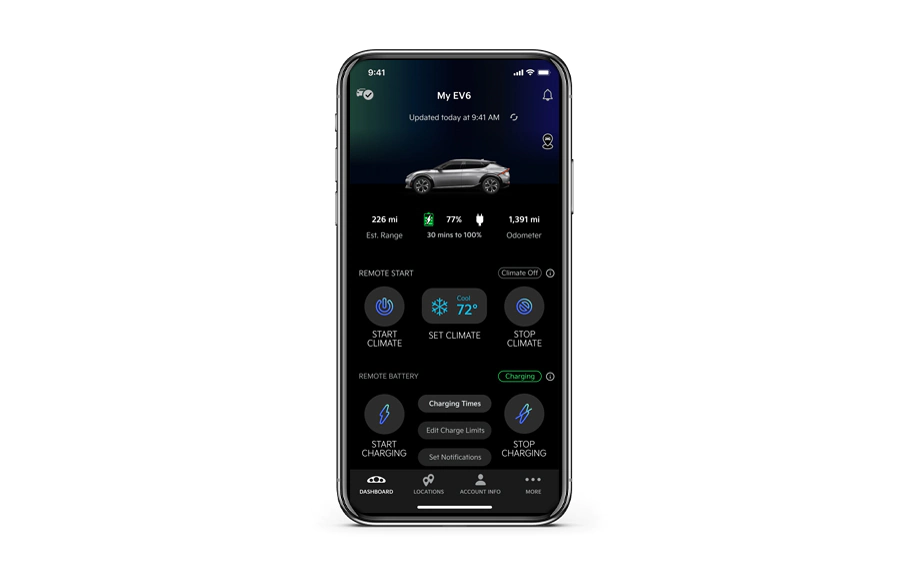 9:41
My EV6
Updated today at 9:41 AM
226 mi 77% 1,391 mi
Est. Range 30 mins to 100% Odometer
REMOTE START Climate Off
Cool
72°
START
CLIMATE
SET CLIMATE
STOP
CLIMATE
REMOTE BATTERY Charging
Charging Times
Edit Charge Limits
Set Notifications
START
CHARGING
STOP
CHARGING
DASHBOARD LOCATIONS ACCOUNT INFO MORE